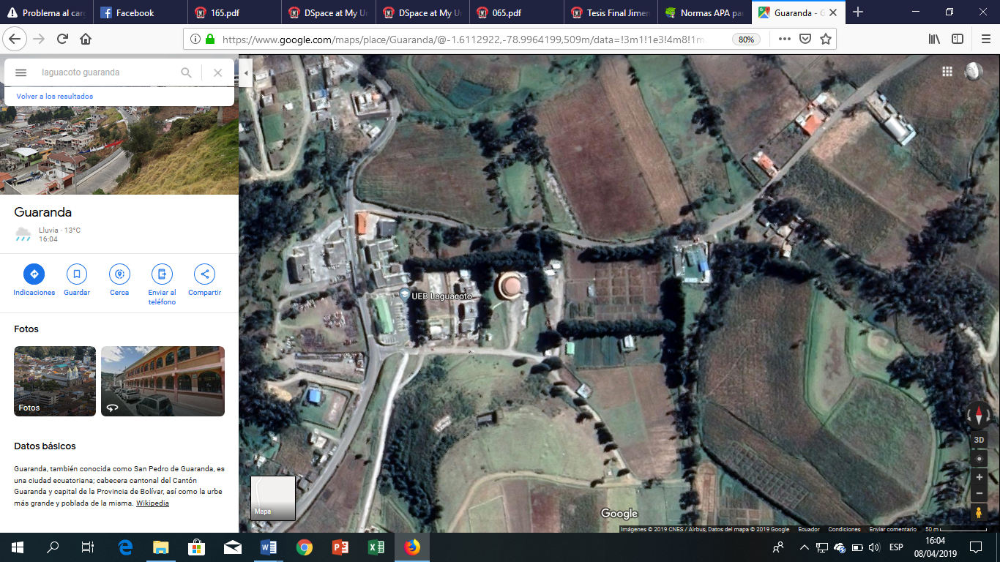 Problema al carg
Facebook
165.pdf
DSpace at My Un
DSpace at My Un
065.pdf
Tesis Final Jimen
Normas APA par
Guaranda - G
https://www.google.com/maps/place/Guaranda/@-1.6112922,-78.9964199,509m/data=!3m1!1e3!4m8!1m
80%
laguacoto guaranda
Volver a los resultados
Guaranda
Lluvia · 13°C
16:04
Indicaciones
Guardar
Cerca
Enviar al teléfono
Compartir
Fotos
Fotos
Datos básicos
Guaranda, también conocida como San Pedro de Guaranda, es
una ciudad ecuatoriana; cabecera cantonal del Cantón
Guaranda y capital de la Provincia de Bolívar, así como la urbe
más grande y poblada de la misma. Wikipedia
UEB Laguacoto
Mapa
3D
Google
Imágenes © 2019 CNES / Airbus, Datos del mapa © 2019 Google Ecuador Condiciones Enviar comentario 50 m
ESP
16:04
08/04/2019